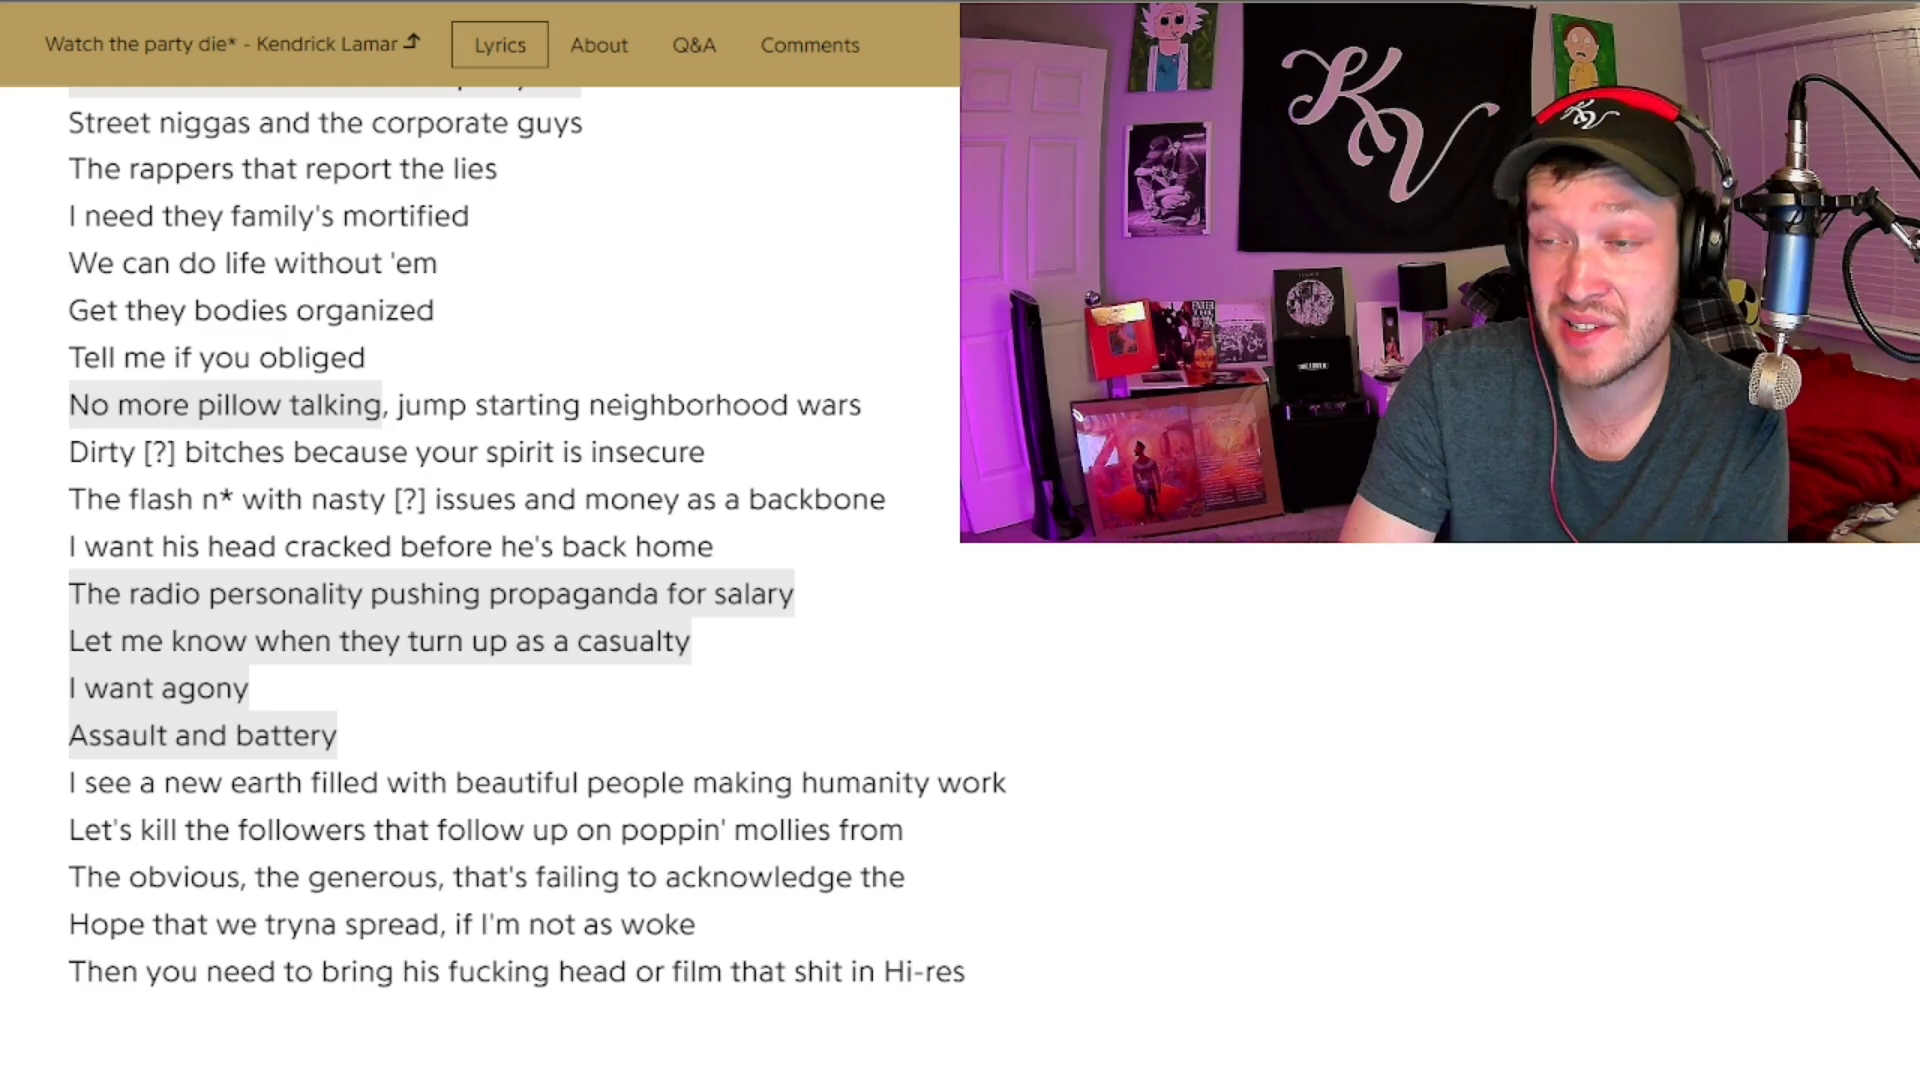 Watch the party die* - Kendrick Lamar
Lyrics
About
Q&A
Comments
Street niggas and the corporate guys
The rappers that report the lies
I need they family's mortified
We can do life without 'em
Get they bodies organized
Tell me if you obliged
No more pillow talking, jump starting neighborhood wars
Dirty [?] bitches because your spirit is insecure
The flash n* with nasty [?] issues and money as a backbone
I want his head cracked before he's back home
The radio personality pushing propaganda for salary
Let me know when they turn up as a casualty
I want agony
Assault and battery
I see a new earth filled with beautiful people making humanity work
Let's kill the followers that follow up on poppin' mollies from
The obvious, the generous, that's failing to acknowledge the
Hope that we tryna spread, if I'm not as woke
Then you need to bring his fucking head or film that shit in Hi-res
KV
KV